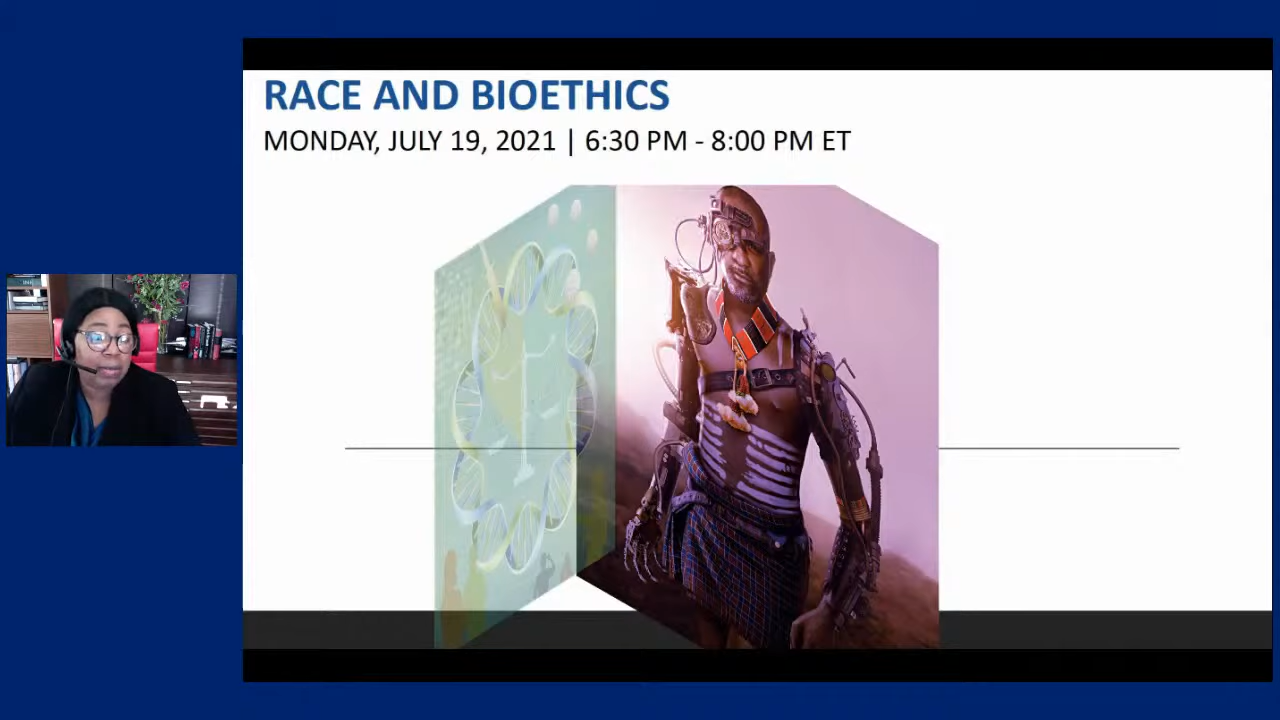 RACE AND BIOETHICS
MONDAY, JULY 19, 2021 | 6:30 PM - 8:00 PM ET